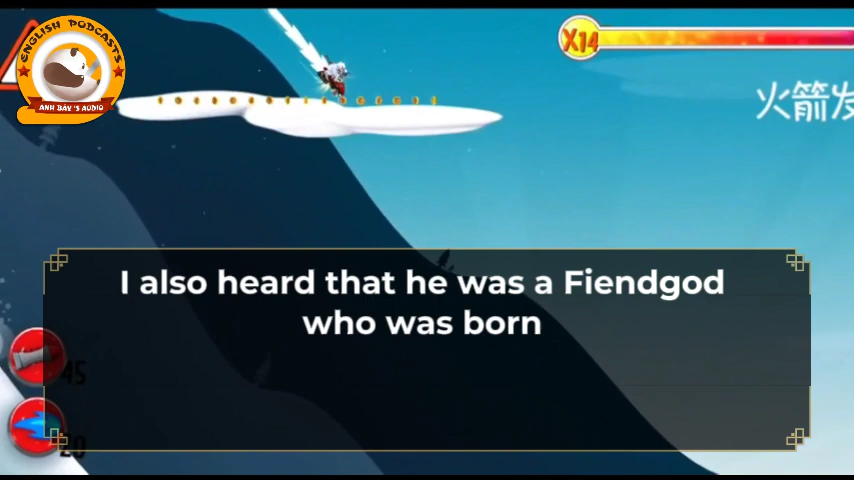 ENGLISH PODCASTS
ANH BẢY'S AUDIO
X14
火箭发
I also heard that he was a Fiendgod
who was born
45
20